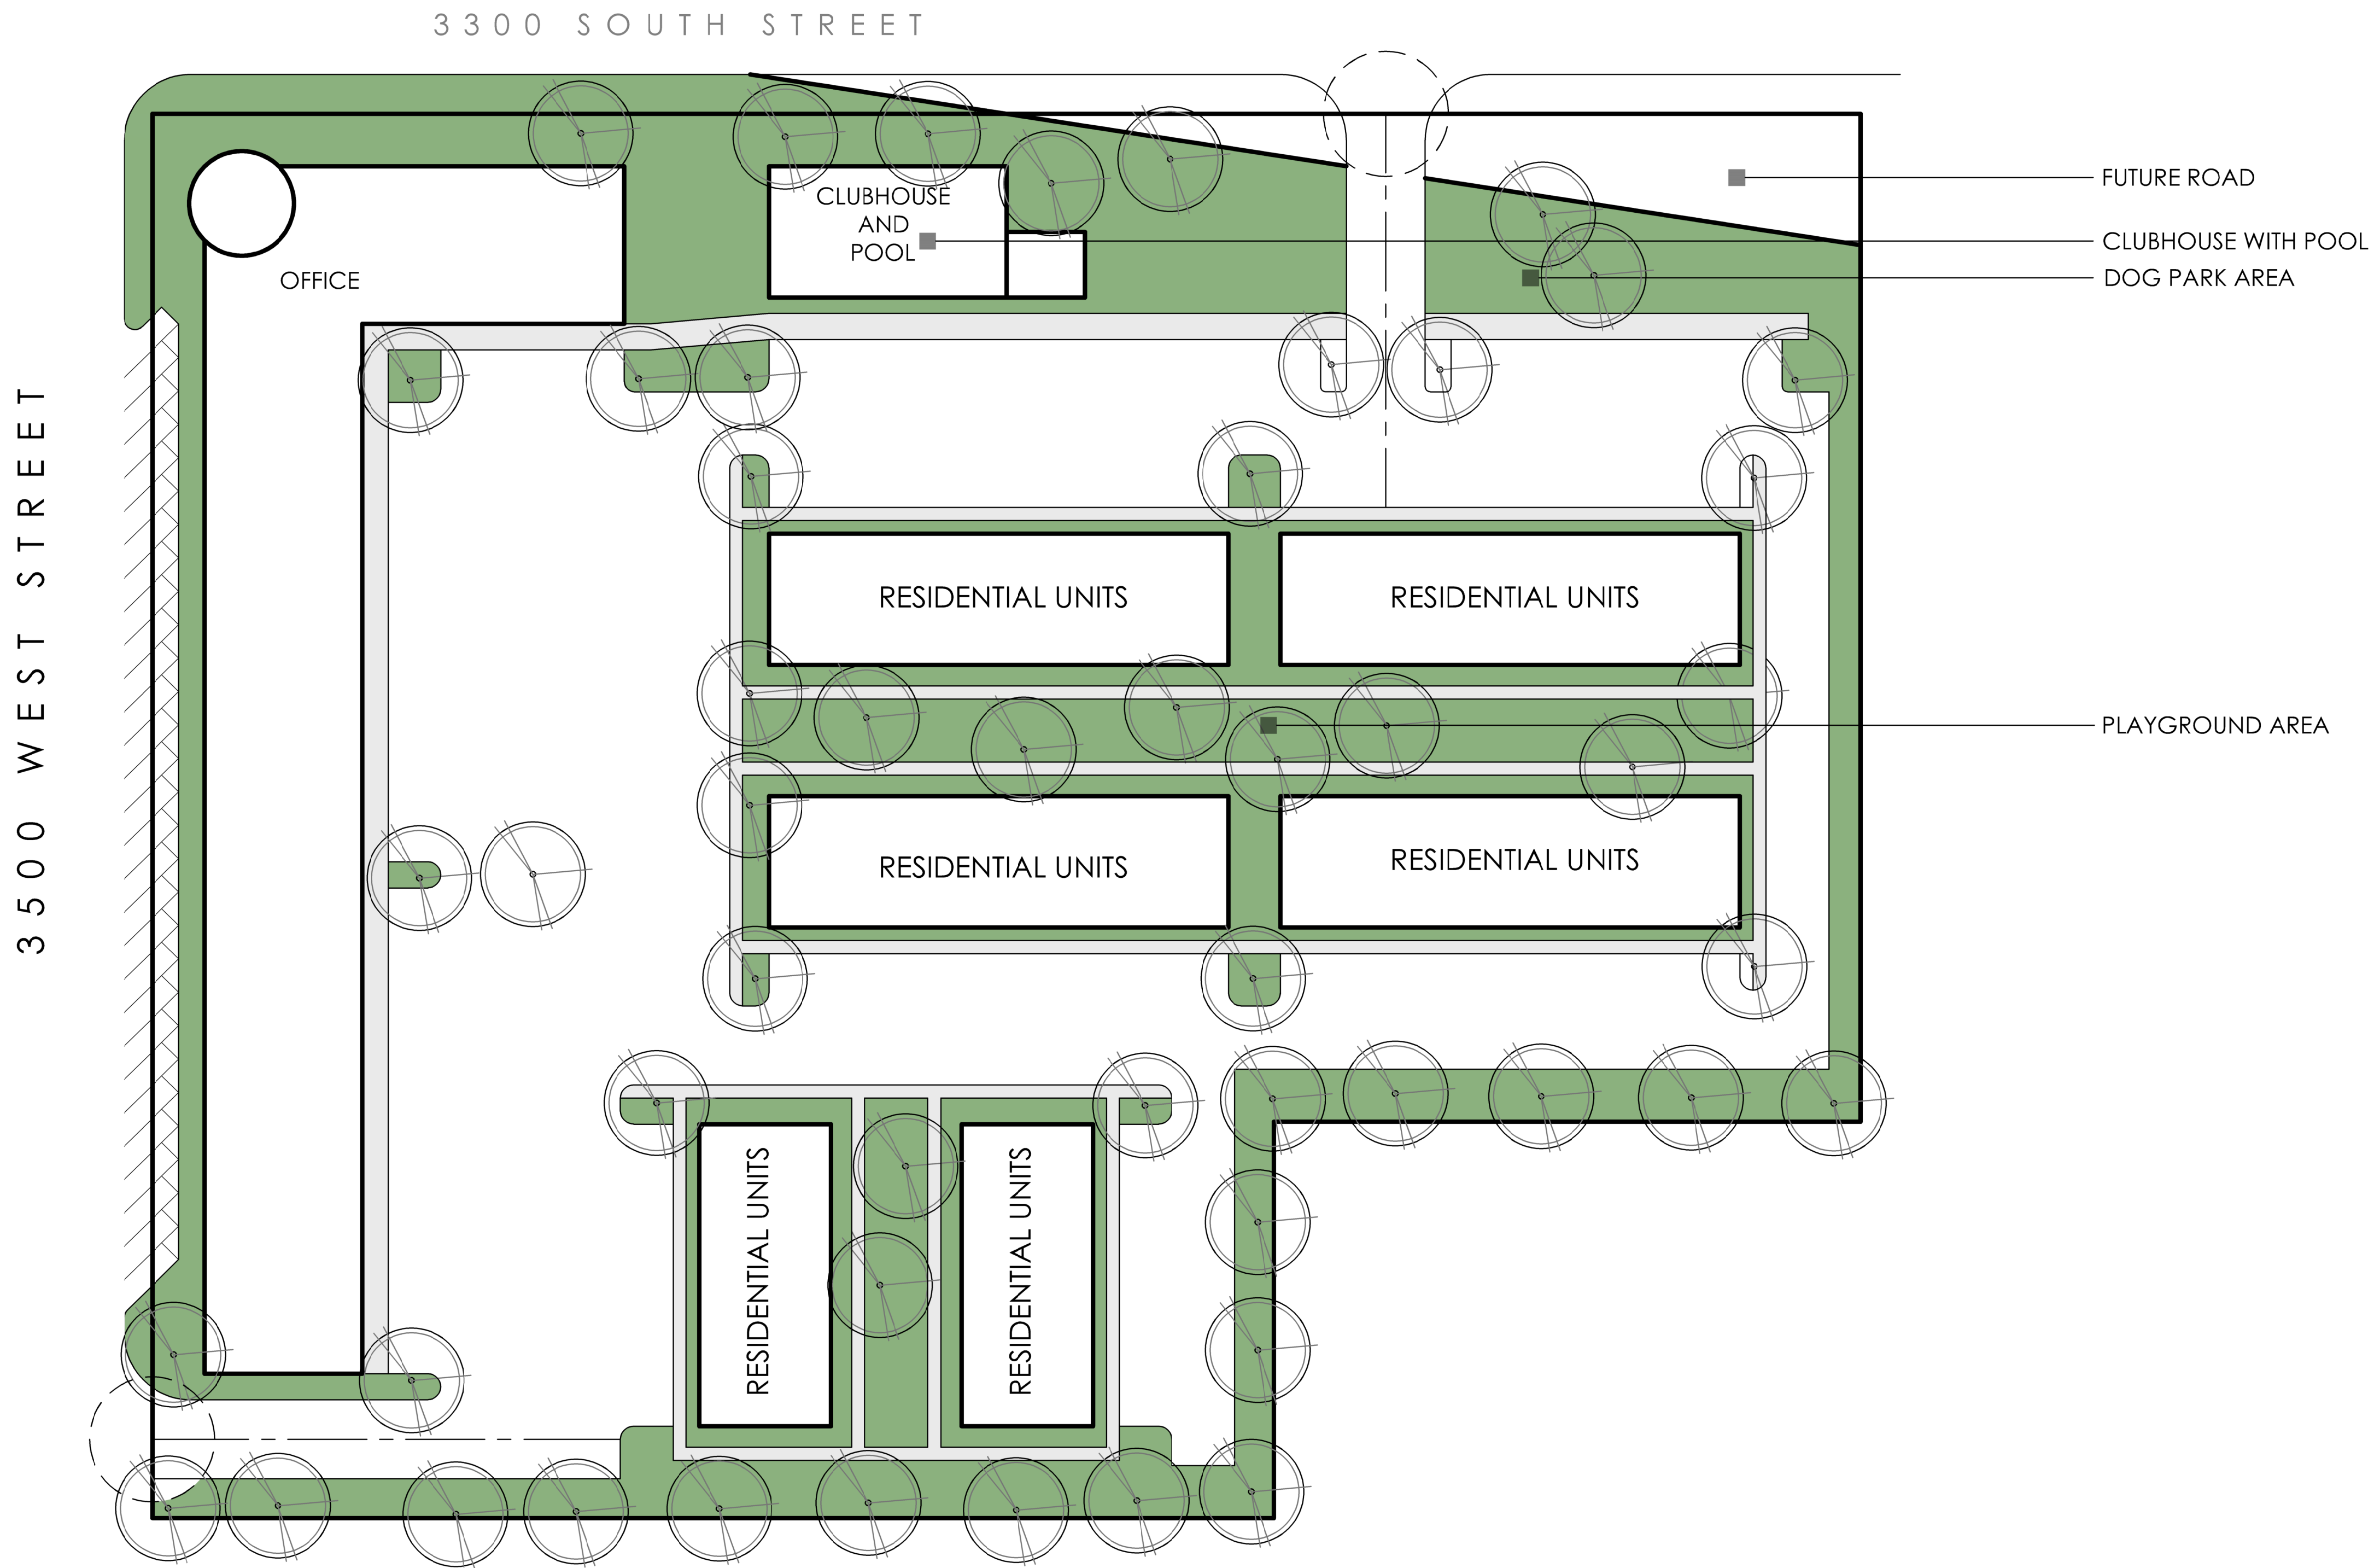 3300 SOUTH STREET
FUTURE ROAD
CLUBHOUSE
AND
POOL
CLUBHOUSE WITH POOL
OFFICE
DOG PARK AREA
3500 WEST STREET
RESIDENTIAL UNITS
RESIDENTIAL UNITS
PLAYGROUND AREA
RESIDENTIAL UNITS
RESIDENTIAL UNITS
RESIDENTIAL UNITS
RESIDENTIAL UNITS